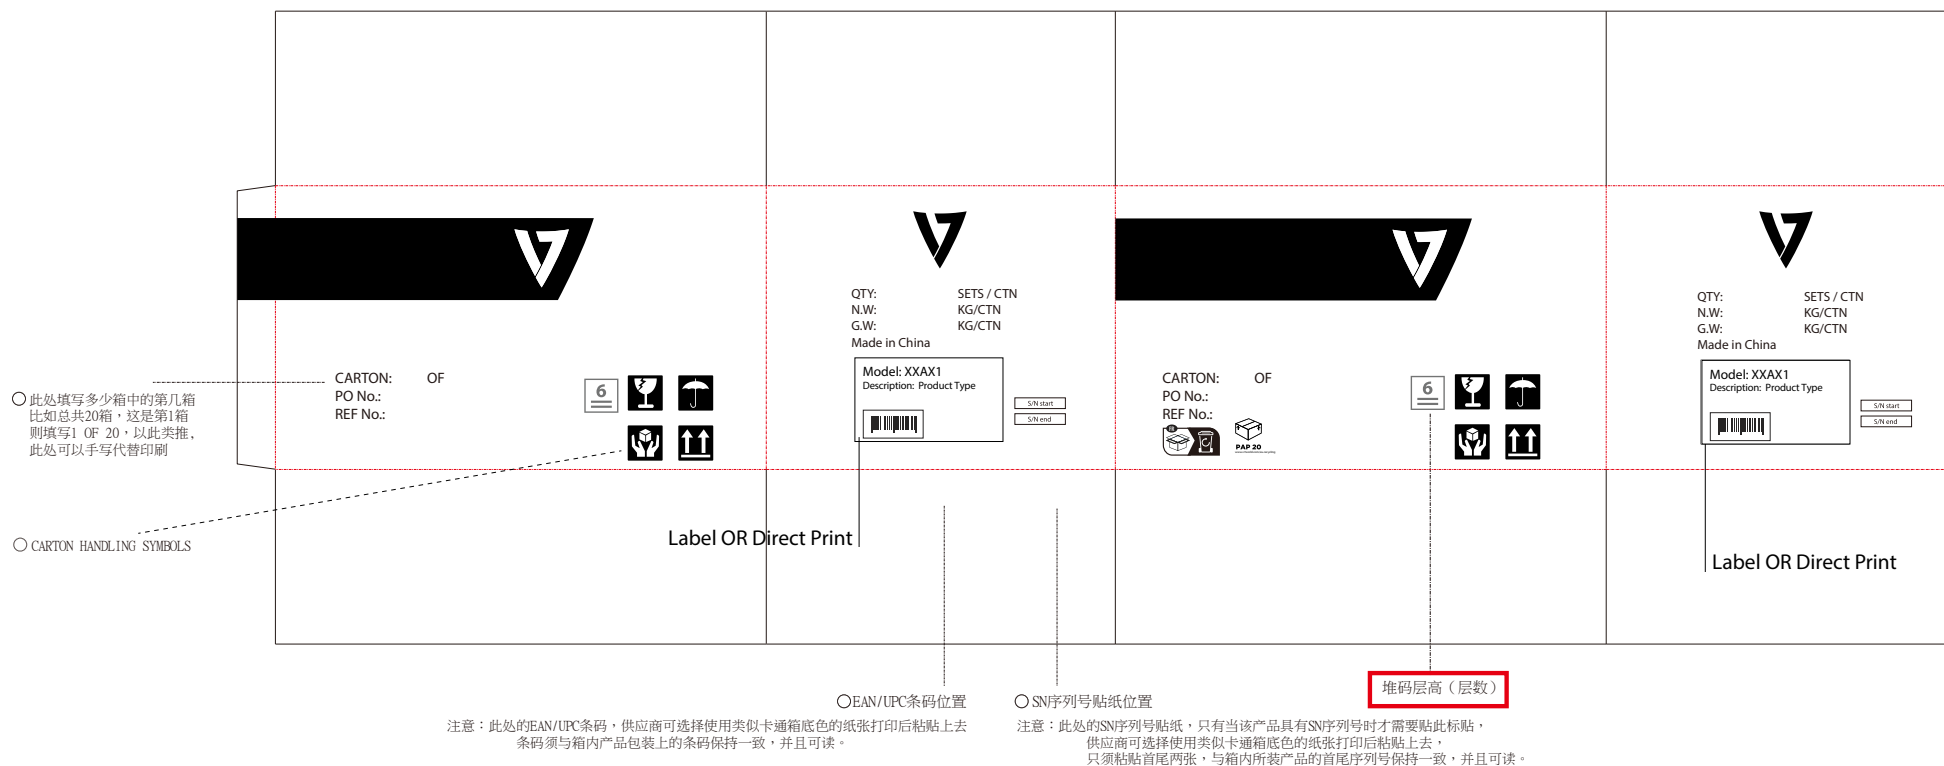 QTY: SETS / CTN
N.W: KG/CTN
G.W: KG/CTN
Made in China
Model: XXAX1
Description: Product Type
S/N start
S/N end
QTY: SETS / CTN
N.W: KG/CTN
G.W: KG/CTN
Made in China
Model: XXAX1
Description: Product Type
S/N start
S/N end
CARTON: OF
PO No.:
REF No.:
6
CARTON: OF
PO No.:
REF No.:
6
PAP 20
○此处填写多少箱中的第几箱
比如总共20箱，这是第1箱
则填写1 OF 20，以此类推，
此处可以手写代替印刷
○ CARTON HANDLING SYMBOLS
Label OR Direct Print
Label OR Direct Print
○EAN/UPC条码位置
注意：此处的EAN/UPC条码，供应商可选择使用类似卡通箱底色的纸张打印后粘贴上去
条码须与箱内产品包装上的条码保持一致，并且可读。
○ SN序列号贴纸位置
注意：此处的SN序列号贴纸，只有当该产品具有SN序列号时才需要贴此标贴，
供应商可选择使用类似卡通箱底色的纸张打印后粘贴上去，
只须粘贴首尾两张，与箱内所装产品的首尾序列号保持一致，并且可读。
堆码层高（层数）